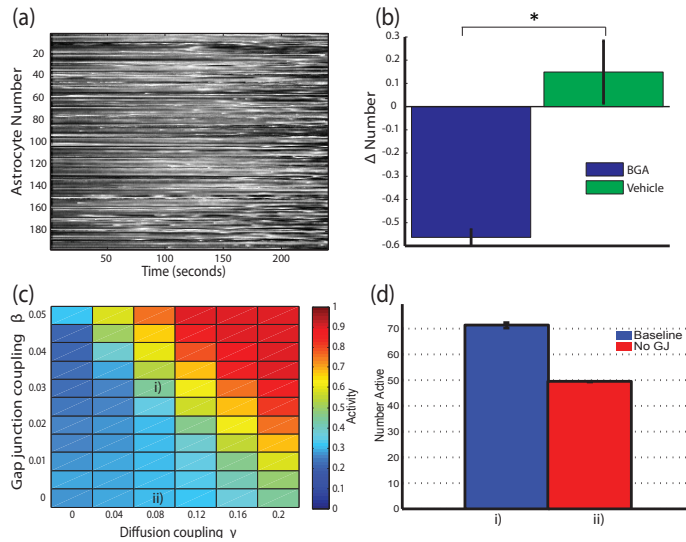 (a)
Astrocyte Number
20
40
60
80
100
120
140
160
180
50
100
150
200
Time (seconds)
(b)
*
Δ Number
0.3
0.2
0.1
0
-0.1
-0.2
-0.3
-0.4
-0.5
-0.6
BGA
Vehicle
(c)
Gap junction coupling β
0.05
0.04
0.03
0.02
0.01
0
i)
ii)
0
0.04
0.08
0.12
0.16
0.2
Diffusion coupling γ
1
0.9
0.8
0.7
0.6
0.5
0.4
0.3
0.2
0.1
0
Activity
(d)
Number Active
70
60
50
40
30
20
10
0
Baseline
No GJ
i)
ii)